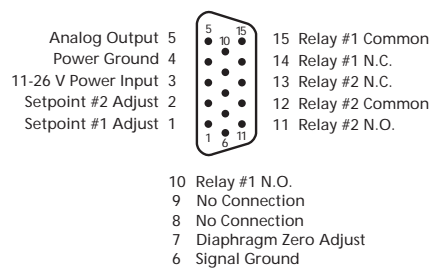 Analog Output 5
Power Ground 4
11-26 V Power Input 3
Setpoint #2 Adjust 2
Setpoint #1 Adjust 1
5 10 15
1 6 11
15 Relay #1 Common
14 Relay #1 N.C.
13 Relay #2 N.C.
12 Relay #2 Common
11 Relay #2 N.O.
10 Relay #1 N.O.
9 No Connection
8 No Connection
7 Diaphragm Zero Adjust
6 Signal Ground